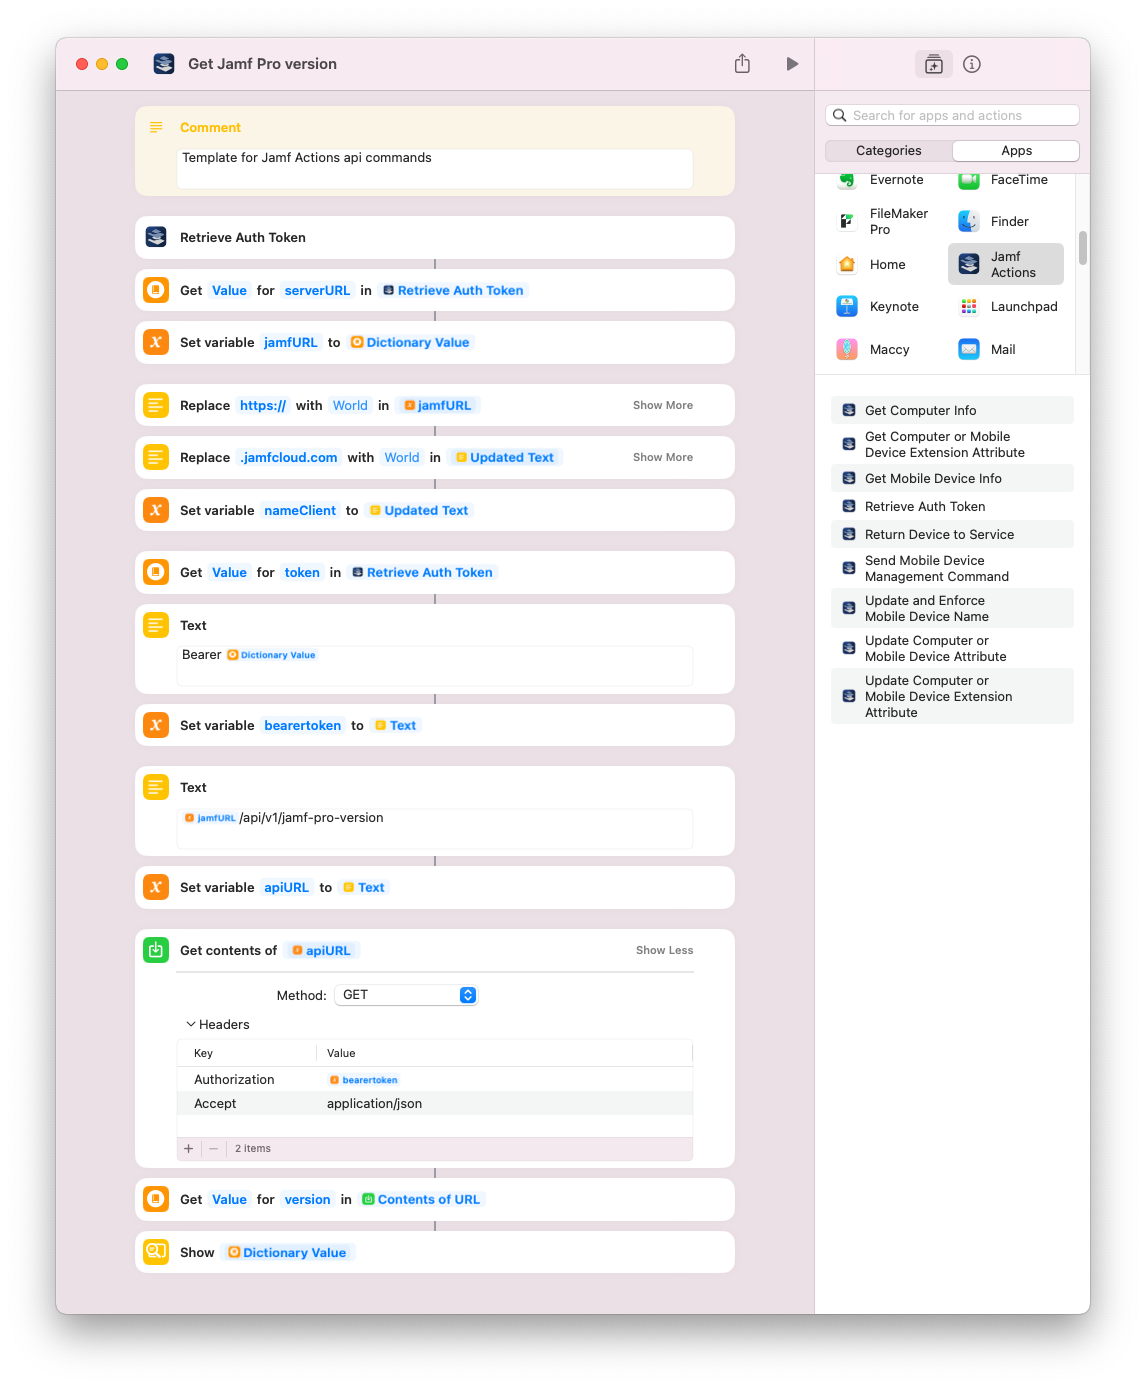 Get Jamf Pro version
Comment
Template for Jamf Actions api commands
Retrieve Auth Token
Get Value for serverURL in Retrieve Auth Token
Set variable jamfURL to Dictionary Value
Replace https:// with World in jamfURL Show More
Replace .jamfcloud.com with World in Updated Text Show More
Set variable nameClient to Updated Text
Get Value for token in Retrieve Auth Token
Text
Bearer Dictionary Value
Set variable bearertoken to Text
Text
jamfURL /api/v1/jamf-pro-version
Set variable apiURL to Text
Get contents of apiURL Show Less
Method: GET
Headers
Key Value
Authorization bearertoken
Accept application/json
2 items
Get Value for version in Contents of URL
Show Dictionary Value
Search for apps and actions
Categories Apps
Evernote FaceTime
FileMaker
Pro
Finder
Home
Jamf
Actions
Keynote Launchpad
Maccy Mail
Get Computer Info
Get Computer or Mobile
Device Extension Attribute
Get Mobile Device Info
Retrieve Auth Token
Return Device to Service
Send Mobile Device
Management Command
Update and Enforce
Mobile Device Name
Update Computer or
Mobile Device Attribute
Update Computer or
Mobile Device Extension
Attribute